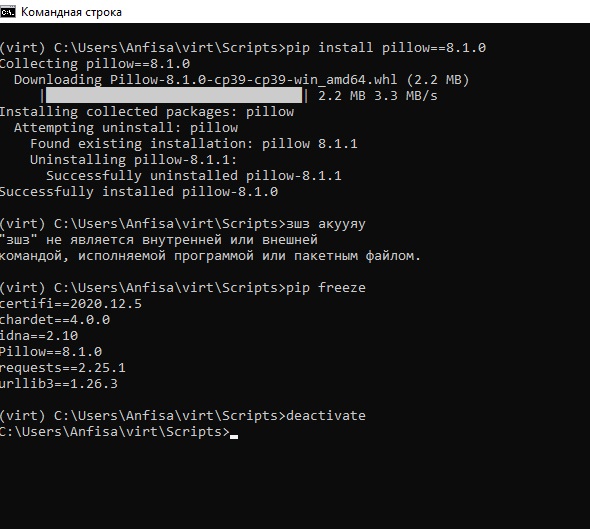 Командная строка
(virt) C:\Users\Anfisa\virt\Scripts>pip install pillow==8.1.0
Collecting pillow==8.1.0
Downloading Pillow-8.1.0-cp39-cp39-win_amd64.whl (2.2 MB)
| | 2.2 MB 3.3 MB/s
Installing collected packages: pillow
Attempting uninstall: pillow
Found existing installation: pillow 8.1.1
Uninstalling pillow-8.1.1:
Successfully uninstalled pillow-8.1.1
Successfully installed pillow-8.1.0
(virt) C:\Users\Anfisa\virt\Scripts>зшз акууяу
"зшз" не является внутренней или внешней
командой, исполняемой программой или пакетным файлом.
(virt) C:\Users\Anfisa\virt\Scripts>pip freeze
certifi==2020.12.5
chardet==4.0.0
idna==2.10
Pillow==8.1.0
requests==2.25.1
urllib3==1.26.3
(virt) C:\Users\Anfisa\virt\Scripts>deactivate
C:\Users\Anfisa\virt\Scripts>